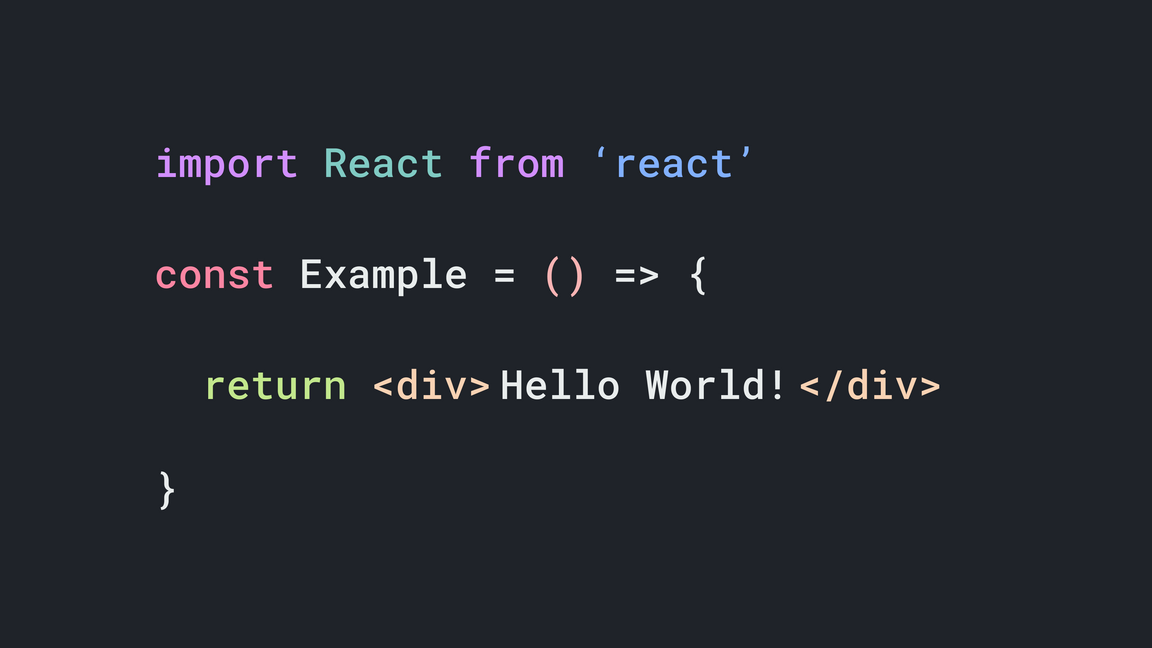 import React from ‘react’
const Example = () => {
return <div>Hello World!</div>
}